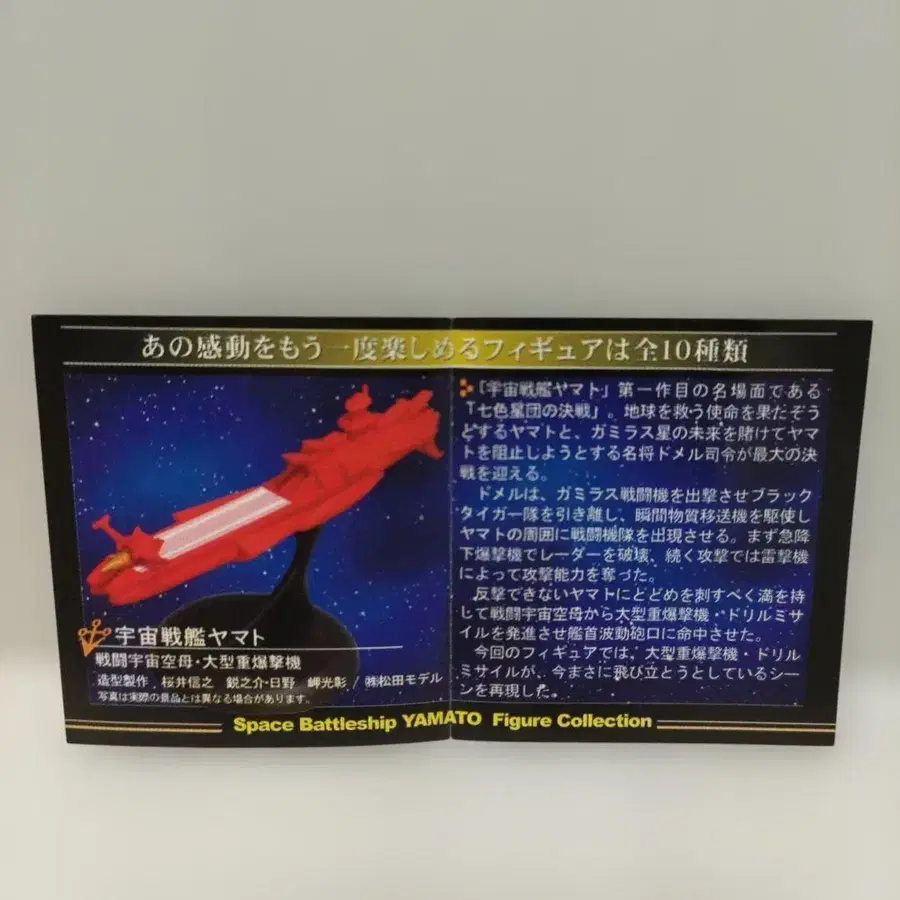 あの感動をもう一度楽しめるフィギュアは全10種類
宇宙戦艦ヤマト
戦闘宇宙空母・大型重爆撃機
造型製作 桜井信之 鋭之介・日野 岬光彰 / ㈱松田モデル
写真は実際の景品とは異なる場合があります。
「宇宙戦艦ヤマト」第一作目の名場面である
「七色星団の決戦」。地球を救う使命を果だそう
どするヤマトと、ガミラス星の未来を賭けてヤマ
トを阻止しようとする名将ドメル司令が最大の決
戦を迎える。
ドメルは、ガミラス戦闘機を出撃させブラック
タイガー隊を引き離し、瞬間物質移送機を駆使し
ヤマトの周囲に戦闘機隊を出現させる。まず急降
下爆撃機でレーダーを破壊、続く攻撃では雷撃機
によって攻撃能力を奪った。
反撃できないヤマトにとどめを刺すべく満を持
して戦闘宇宙空母から大型重爆撃機・ドリルミサ
イルを発進させ艦首波動砲口に命中させた。
今回のフィギュアでは、大型重爆撃機・ドリル
ミサイルが、今まさに飛び立とうとしているシー
ンを再現した。
Space Battleship YAMATO Figure Collection